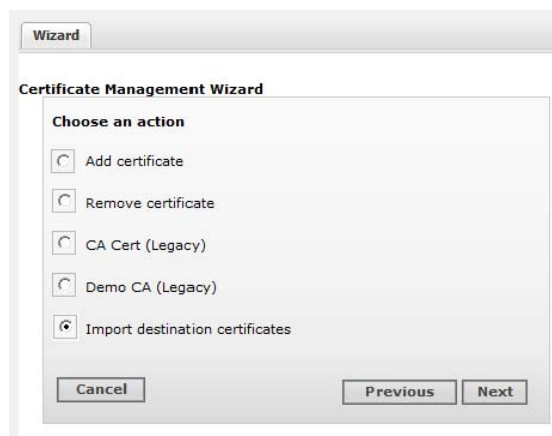 Wizard
Certificate Management Wizard
Choose an action
Add certificate
Remove certificate
CA Cert (Legacy)
Demo CA (Legacy)
Import destination certificates
Cancel Previous Next